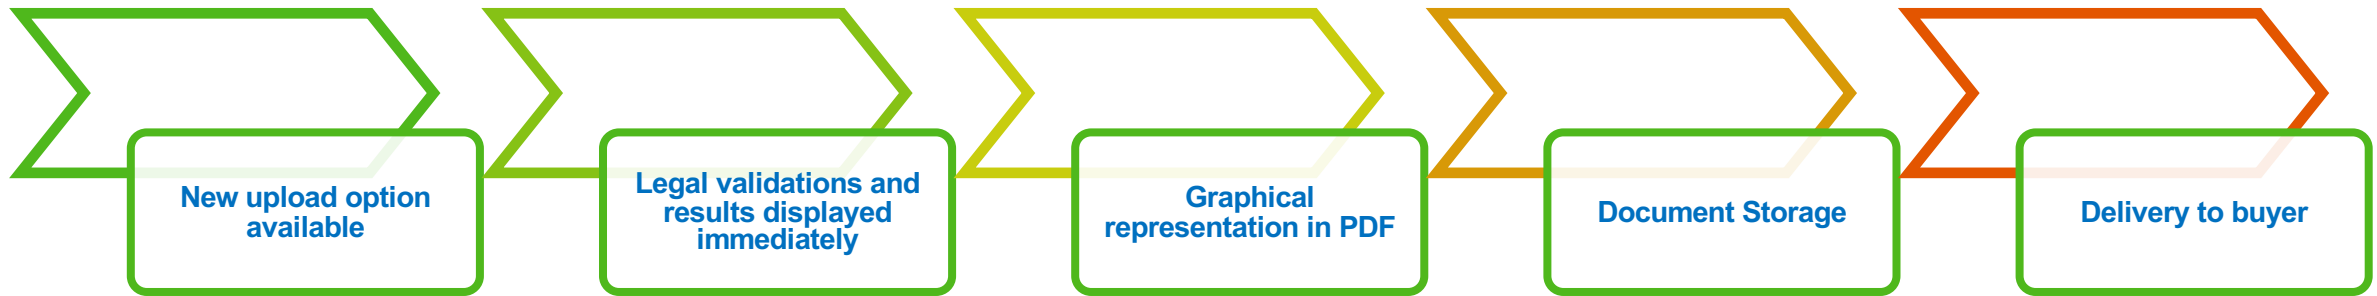 New upload option
available
Legal validations and
results displayed
immediately
Graphical
representation in PDF
Document Storage
Delivery to buyer